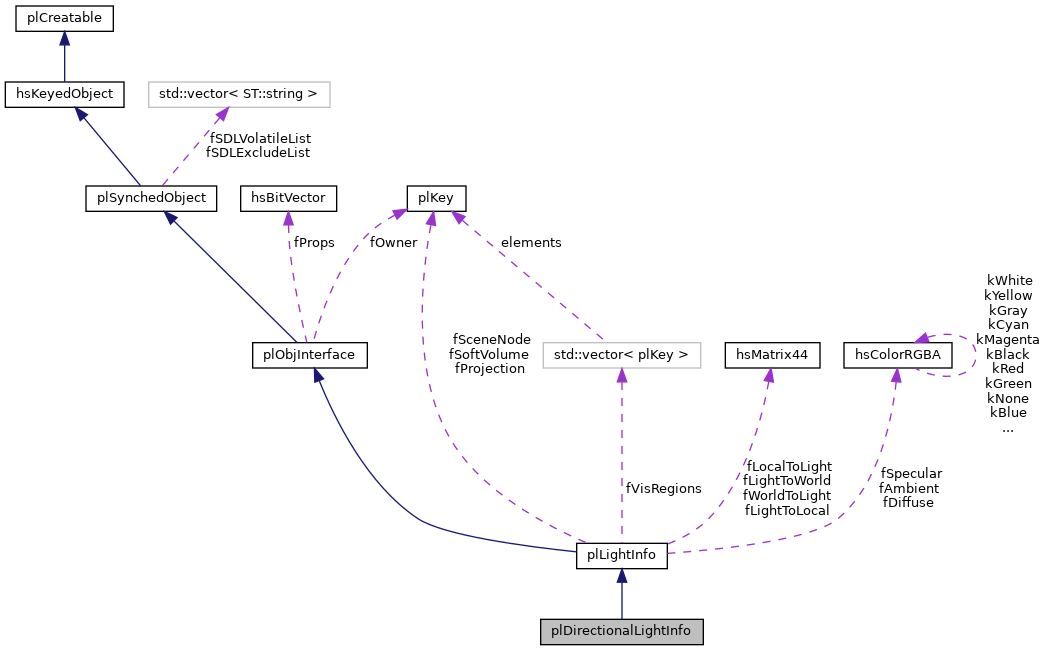 plCreatable
hsKeyedObject
std::vector< ST::string >
fSDLVolatileList
fSDLExcludeList
plSynchedObject
hsBitVector
plKey
fProps
fOwner
elements
kWhite
kYellow
kGray
kCyan
kMagenta
kBlack
kRed
kGreen
kNone
kBlue
...
fSceneNode
fSoftVolume
fProjection
plObjInterface
std::vector< plKey >
hsMatrix44
hsColorRGBA
fVisRegions
fLocalToLight
fLightToWorld
fWorldToLight
fLightToLocal
fSpecular
fAmbient
fDiffuse
plLightInfo
plDirectionalLightInfo